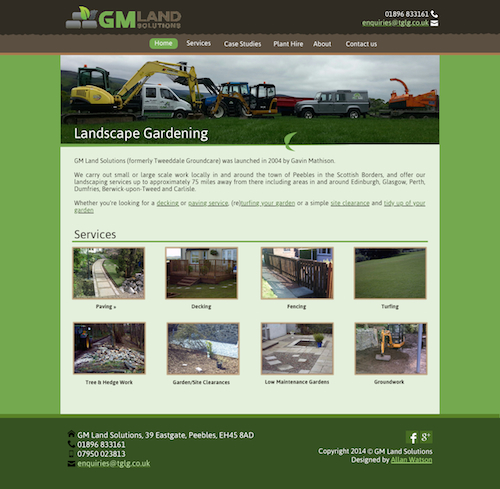 GM LAND
SOLUTIONS
01896 833161
enquiries@tglg.co.uk
Home Services Case Studies Plant Hire About Contact us
Landscape Gardening
GM Land Solutions (formerly Tweeddale Groundcare) was launched in 2004 by Gavin Mathison.
We carry out small or large scale work locally in and around the town of Peebles in the Scottish Borders, and offer our
landscaping services up to approximately 75 miles away from there including areas in and around Edinburgh, Glasgow, Perth,
Dumfries, Berwick-upon-Tweed and Carlisle.
Whether you're looking for a decking or paving service, (re)turfing your garden or a simple site clearance and tidy up of your
garden
Services
Paving »
Decking
Fencing
Turfing
Tree & Hedge Work
Garden/Site Clearances
Low Maintenance Gardens
Groundwork
GM Land Solutions, 39 Eastgate, Peebles, EH45 8AD
01896 833161
07950 023813
enquiries@tglg.co.uk
Copyright 2014 © GM Land Solutions
Designed by Allan Watson